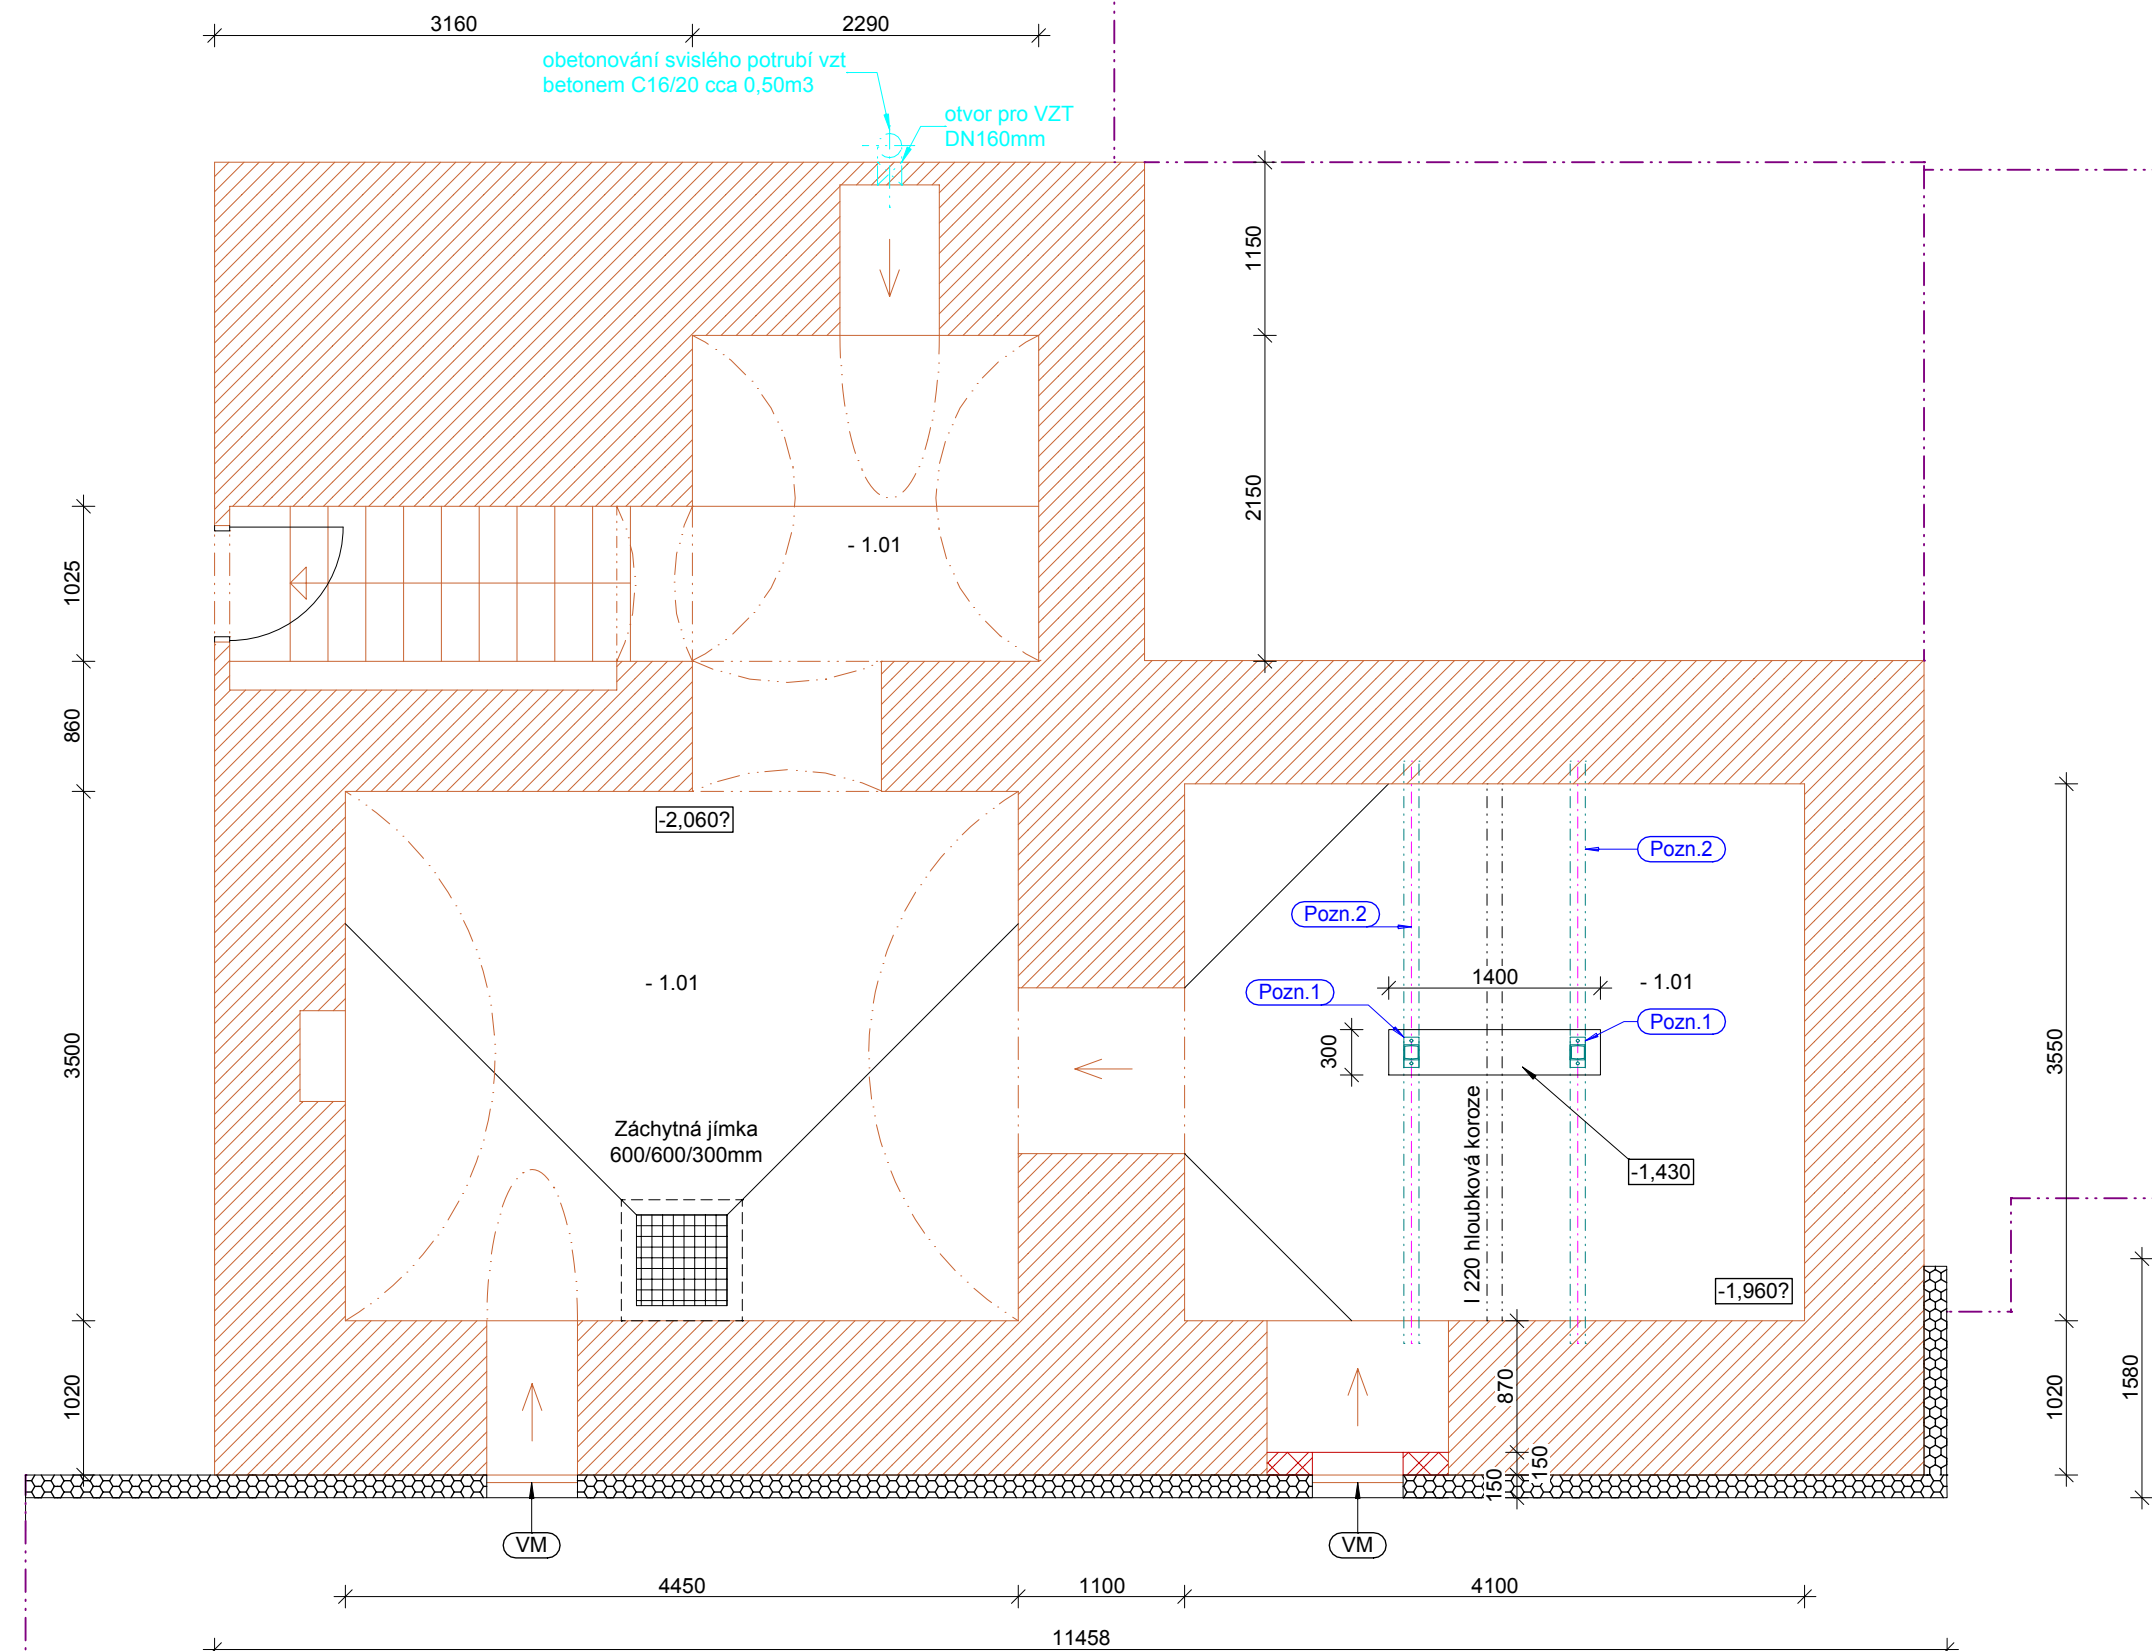 3160
2290
obetonování svislého potrubí vzt
betonem C16/20 cca 0,50m3
otvor pro VZT
DN160mm
1150
2150
- 1.01
1025
860
-2,060?
Pozn.2
Pozn.2
- 1.01
1400
- 1.01
Pozn.1
Pozn.1
300
3500
3550
Záchytná jímka
600/600/300mm
I 220 hloubková koroze
-1,430
-1,960?
1020
870
1020
1580
150
150
VM
VM
4450
1100
4100
11458